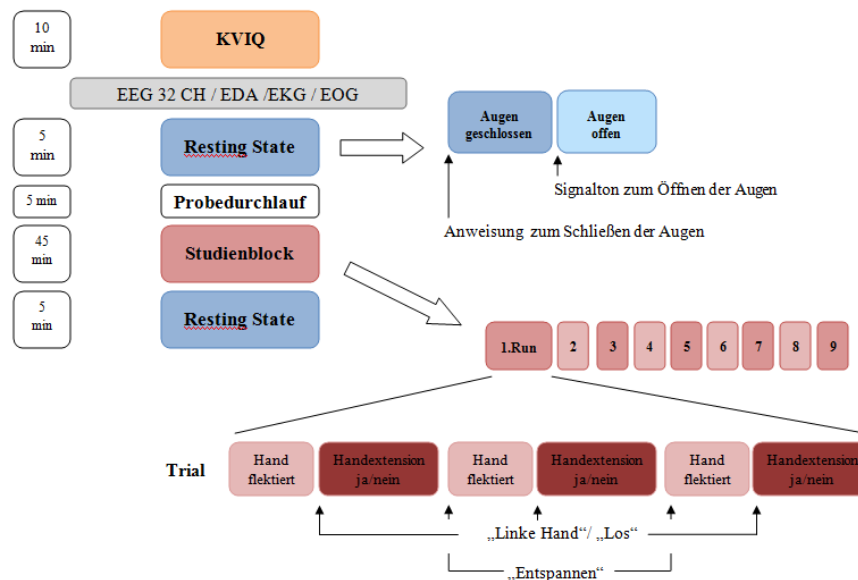 10
min
KVIQ
EEG 32 CH / EDA /EKG / EOG
5
min
Resting State
Augen
geschlossen
Augen
offen
Signalton zum Öffnen der Augen
Anweisung zum Schließen der Augen
5 min
Probedurchlauf
45
min
Studienblock
5
min
Resting State
1.Run
2
3
4
5
6
7
8
9
Trial
Hand
flektiert
Handextension
ja/nein
Hand
flektiert
Handextension
ja/nein
Hand
flektiert
Handextension
ja/nein
„Linke Hand“/ „Los“
„Entspannen“